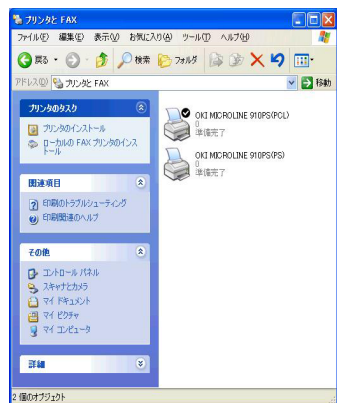 プリンタと FAX
ファイル(F) 編集(E) 表示(V) お気に入り(A) ツール(T) ヘルプ(H)
戻る 検索 フォルダ
アドレス(D) プリンタと FAX 移動
プリンタのタスク
プリンタのインストール
ローカルの FAX プリンタのインストール
関連項目
印刷のトラブルシューティング
印刷関連のヘルプ
その他
コントロール パネル
スキャナとカメラ
マイ ドキュメント
マイ ピクチャ
マイ コンピュータ
詳細
OKI MICROLINE 910PS(PCL)
0
準備完了
OKI MICROLINE 910PS(PS)
0
準備完了
2 個のオブジェクト